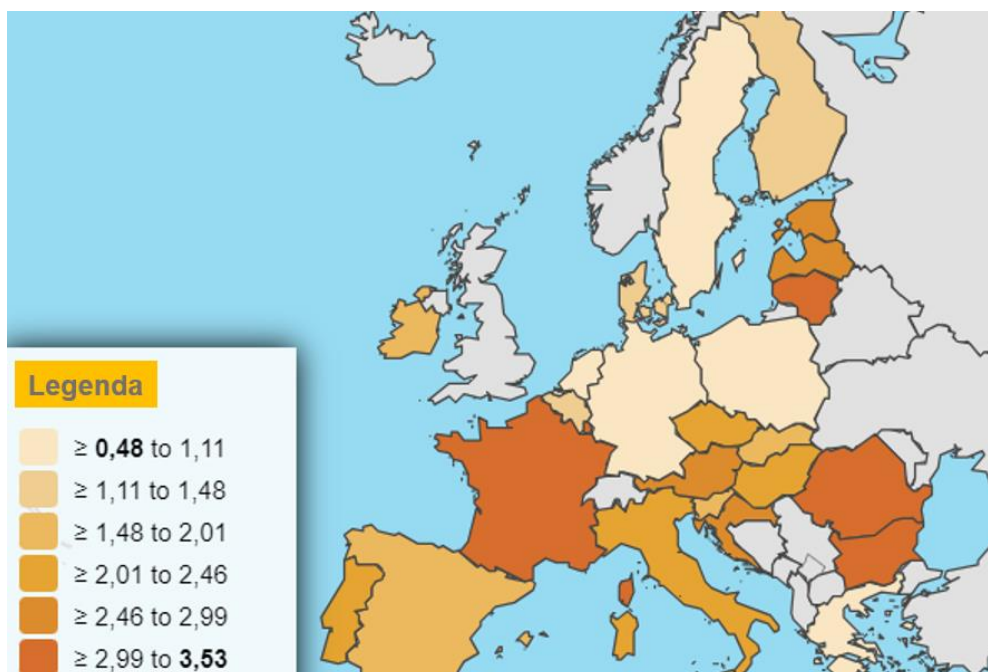 Legenda
≥ 0,48 to 1,11
≥ 1,11 to 1,48
≥ 1,48 to 2,01
≥ 2,01 to 2,46
≥ 2,46 to 2,99
≥ 2,99 to 3,53